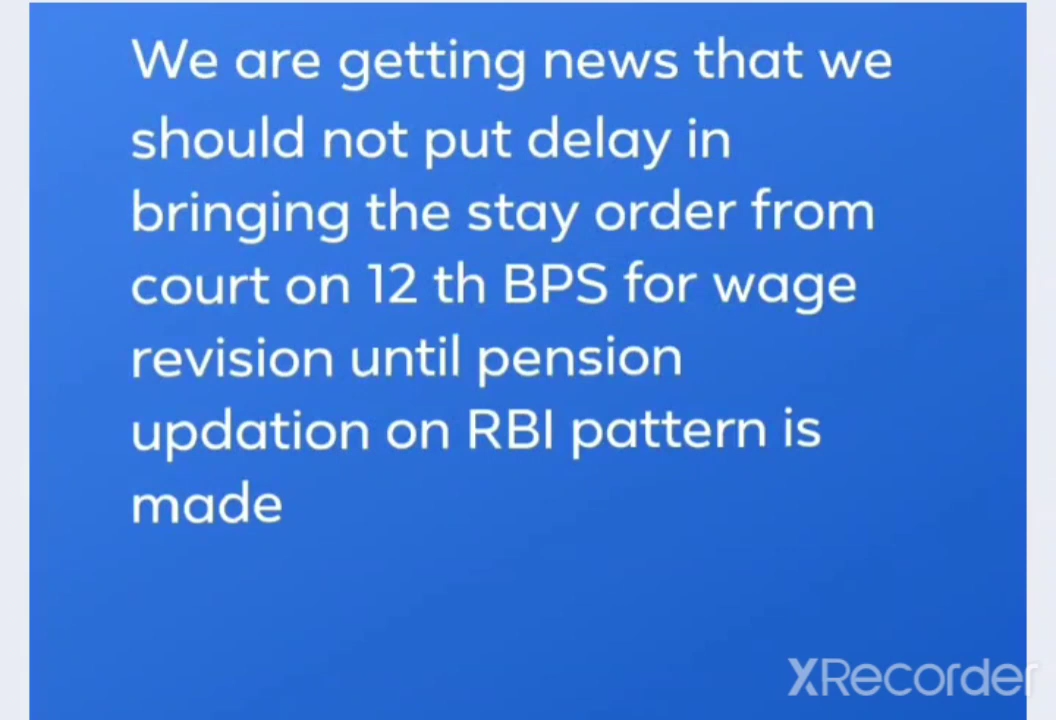 We are getting news that we
should not put delay in
bringing the stay order from
court on 12 th BPS for wage
revision until pension
updation on RBI pattern is
made
XRecorder